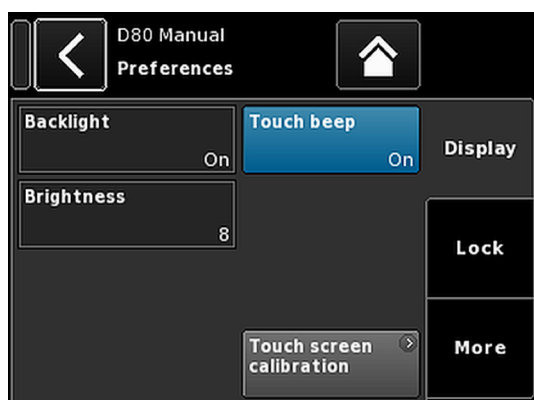 D80 Manual
Preferences
Backlight
On
Touch beep
On
Display
Brightness
8
Lock
Touch screen
calibration
More